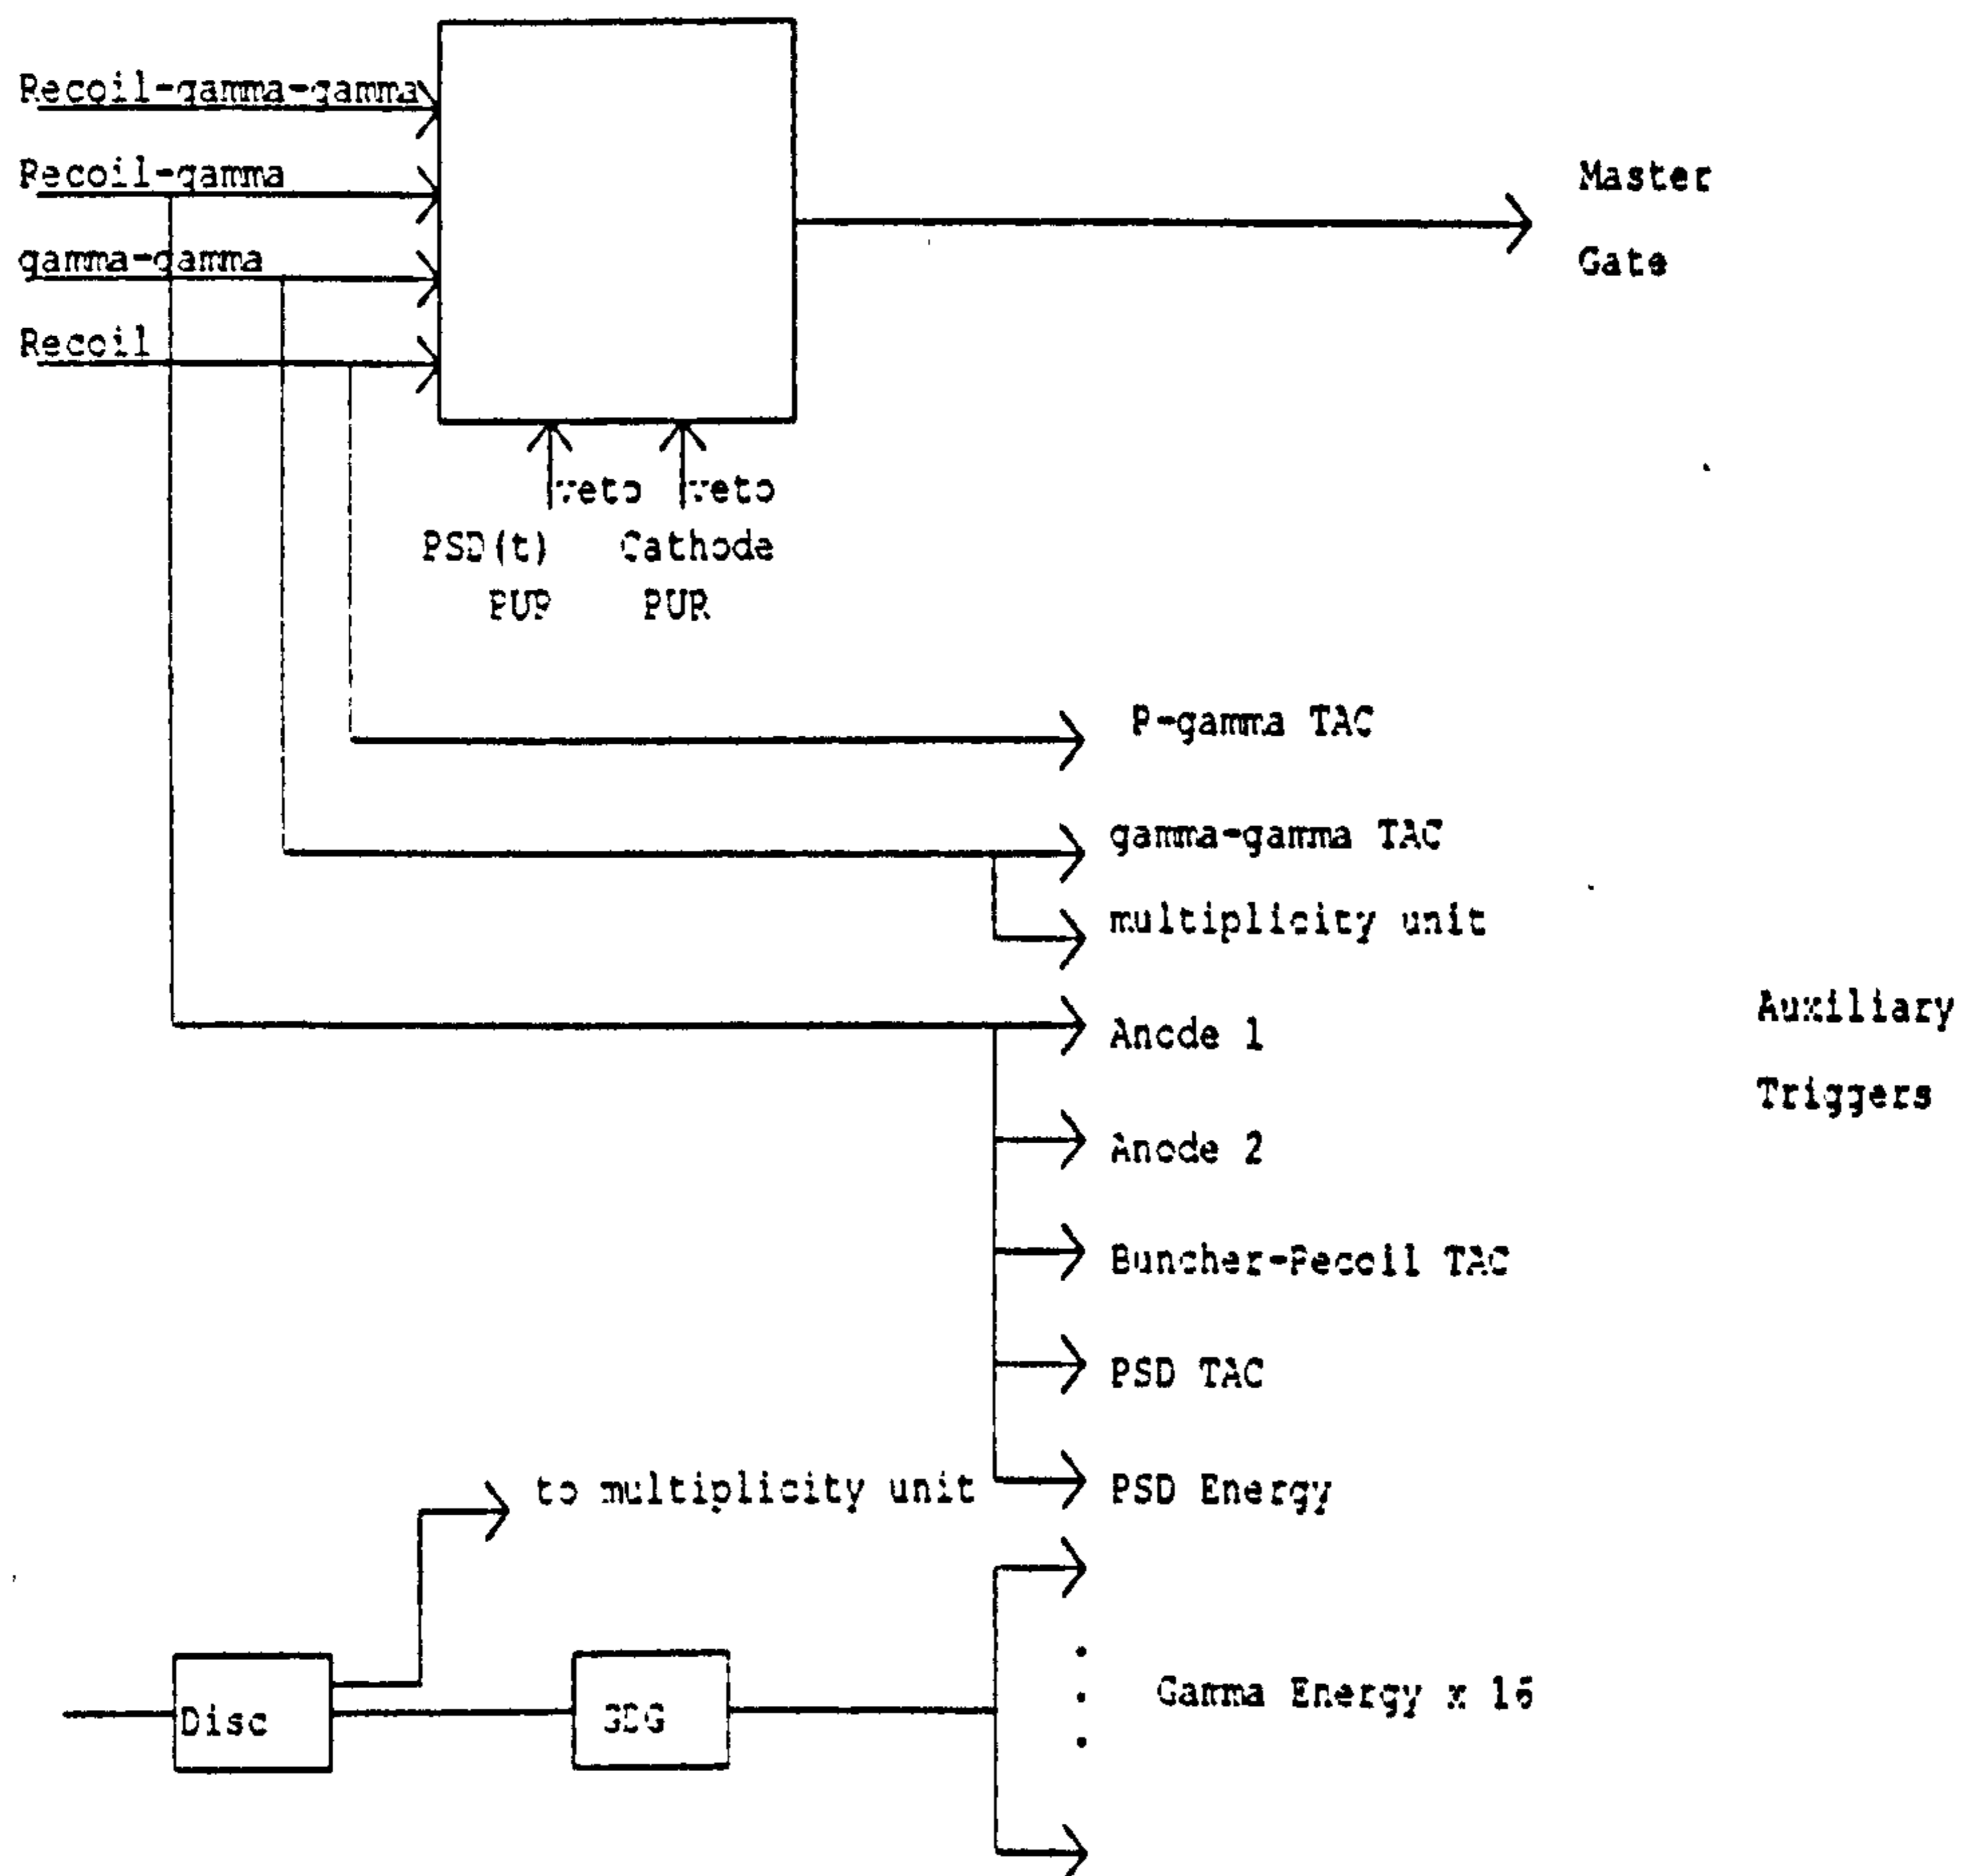 Recoil-gamma-gamma
Recoil-gamma
gamma-gamma
Recoil
Master
Gate
veto veto
PSD(t) Cathode
PUR PUR
R-gamma TAC
gamma-gamma TAC
multiplicity unit
Anode 1
Auxiliary
Triggers
Anode 2
Buncher-Recoil TAC
PSD TAC
to multiplicity unit
PSD Energy
Disc
GDG
Gamma Energy x 16